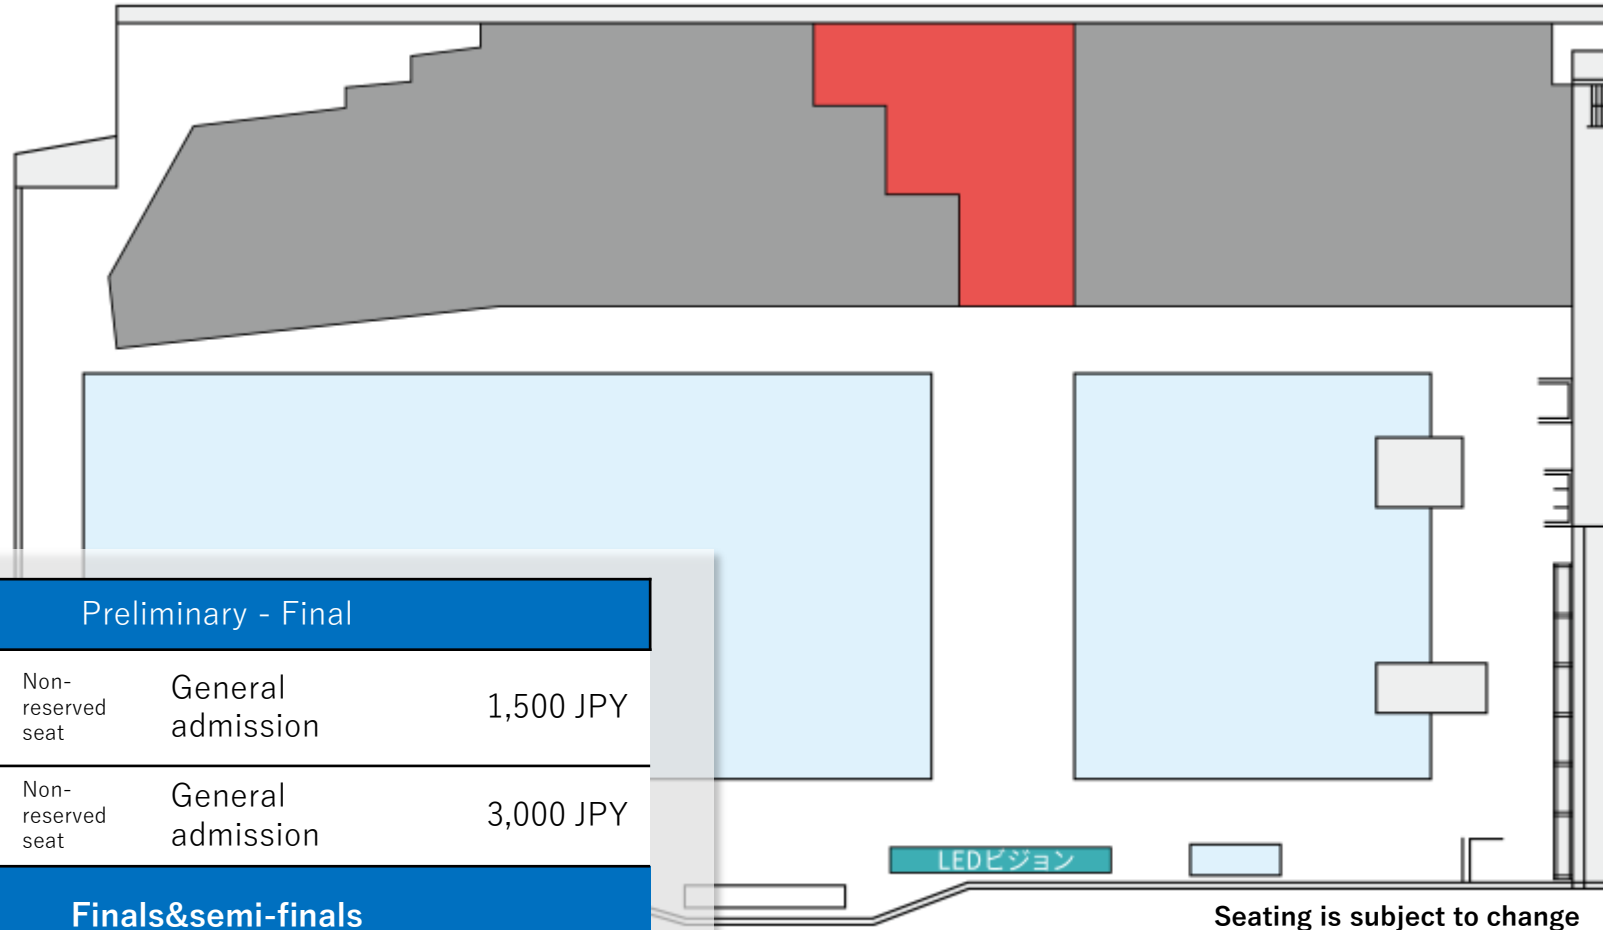 Preliminary - Final
Non-
reserved
seat
General
admission
1,500 JPY
Non-
reserved
seat
General
admission
3,000 JPY
Finals&semi-finals
LEDビジョン
Seating is subject to change